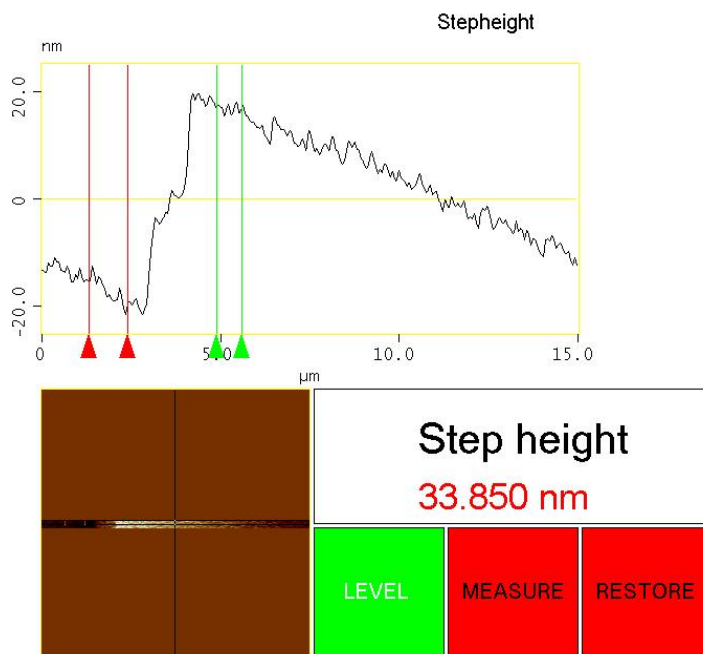 Stepheight
nm
20.0
0
-20.0
0
5.0
10.0
15.0
µm
Step height
33.850 nm
LEVEL
MEASURE
RESTORE